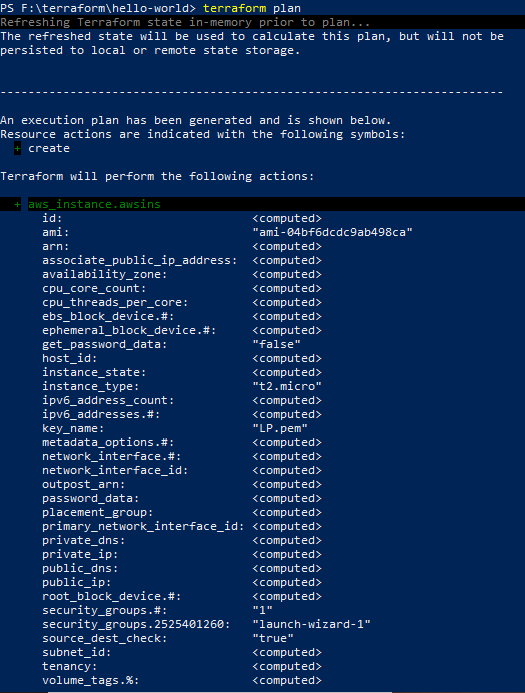 PS F:\terraform\hello-world> terraform plan
Refreshing Terraform state in-memory prior to plan...
The refreshed state will be used to calculate this plan, but will not be
persisted to local or remote state storage.
------------------------------------------------------------------------
An execution plan has been generated and is shown below.
Resource actions are indicated with the following symbols:
+ create
Terraform will perform the following actions:
+ aws_instance.awsins
id: <computed>
ami: "ami-04bf6dcdc9ab498ca"
arn: <computed>
associate_public_ip_address: <computed>
availability_zone: <computed>
cpu_core_count: <computed>
cpu_threads_per_core: <computed>
ebs_block_device.#: <computed>
ephemeral_block_device.#: <computed>
get_password_data: "false"
host_id: <computed>
instance_state: <computed>
instance_type: "t2.micro"
ipv6_address_count: <computed>
ipv6_addresses.#: <computed>
key_name: "LP.pem"
metadata_options.#: <computed>
network_interface.#: <computed>
network_interface_id: <computed>
outpost_arn: <computed>
password_data: <computed>
placement_group: <computed>
primary_network_interface_id: <computed>
private_dns: <computed>
private_ip: <computed>
public_dns: <computed>
public_ip: <computed>
root_block_device.#: <computed>
security_groups.#: "1"
security_groups.2525401260: "launch-wizard-1"
source_dest_check: "true"
subnet_id: <computed>
tenancy: <computed>
volume_tags.%: <computed>